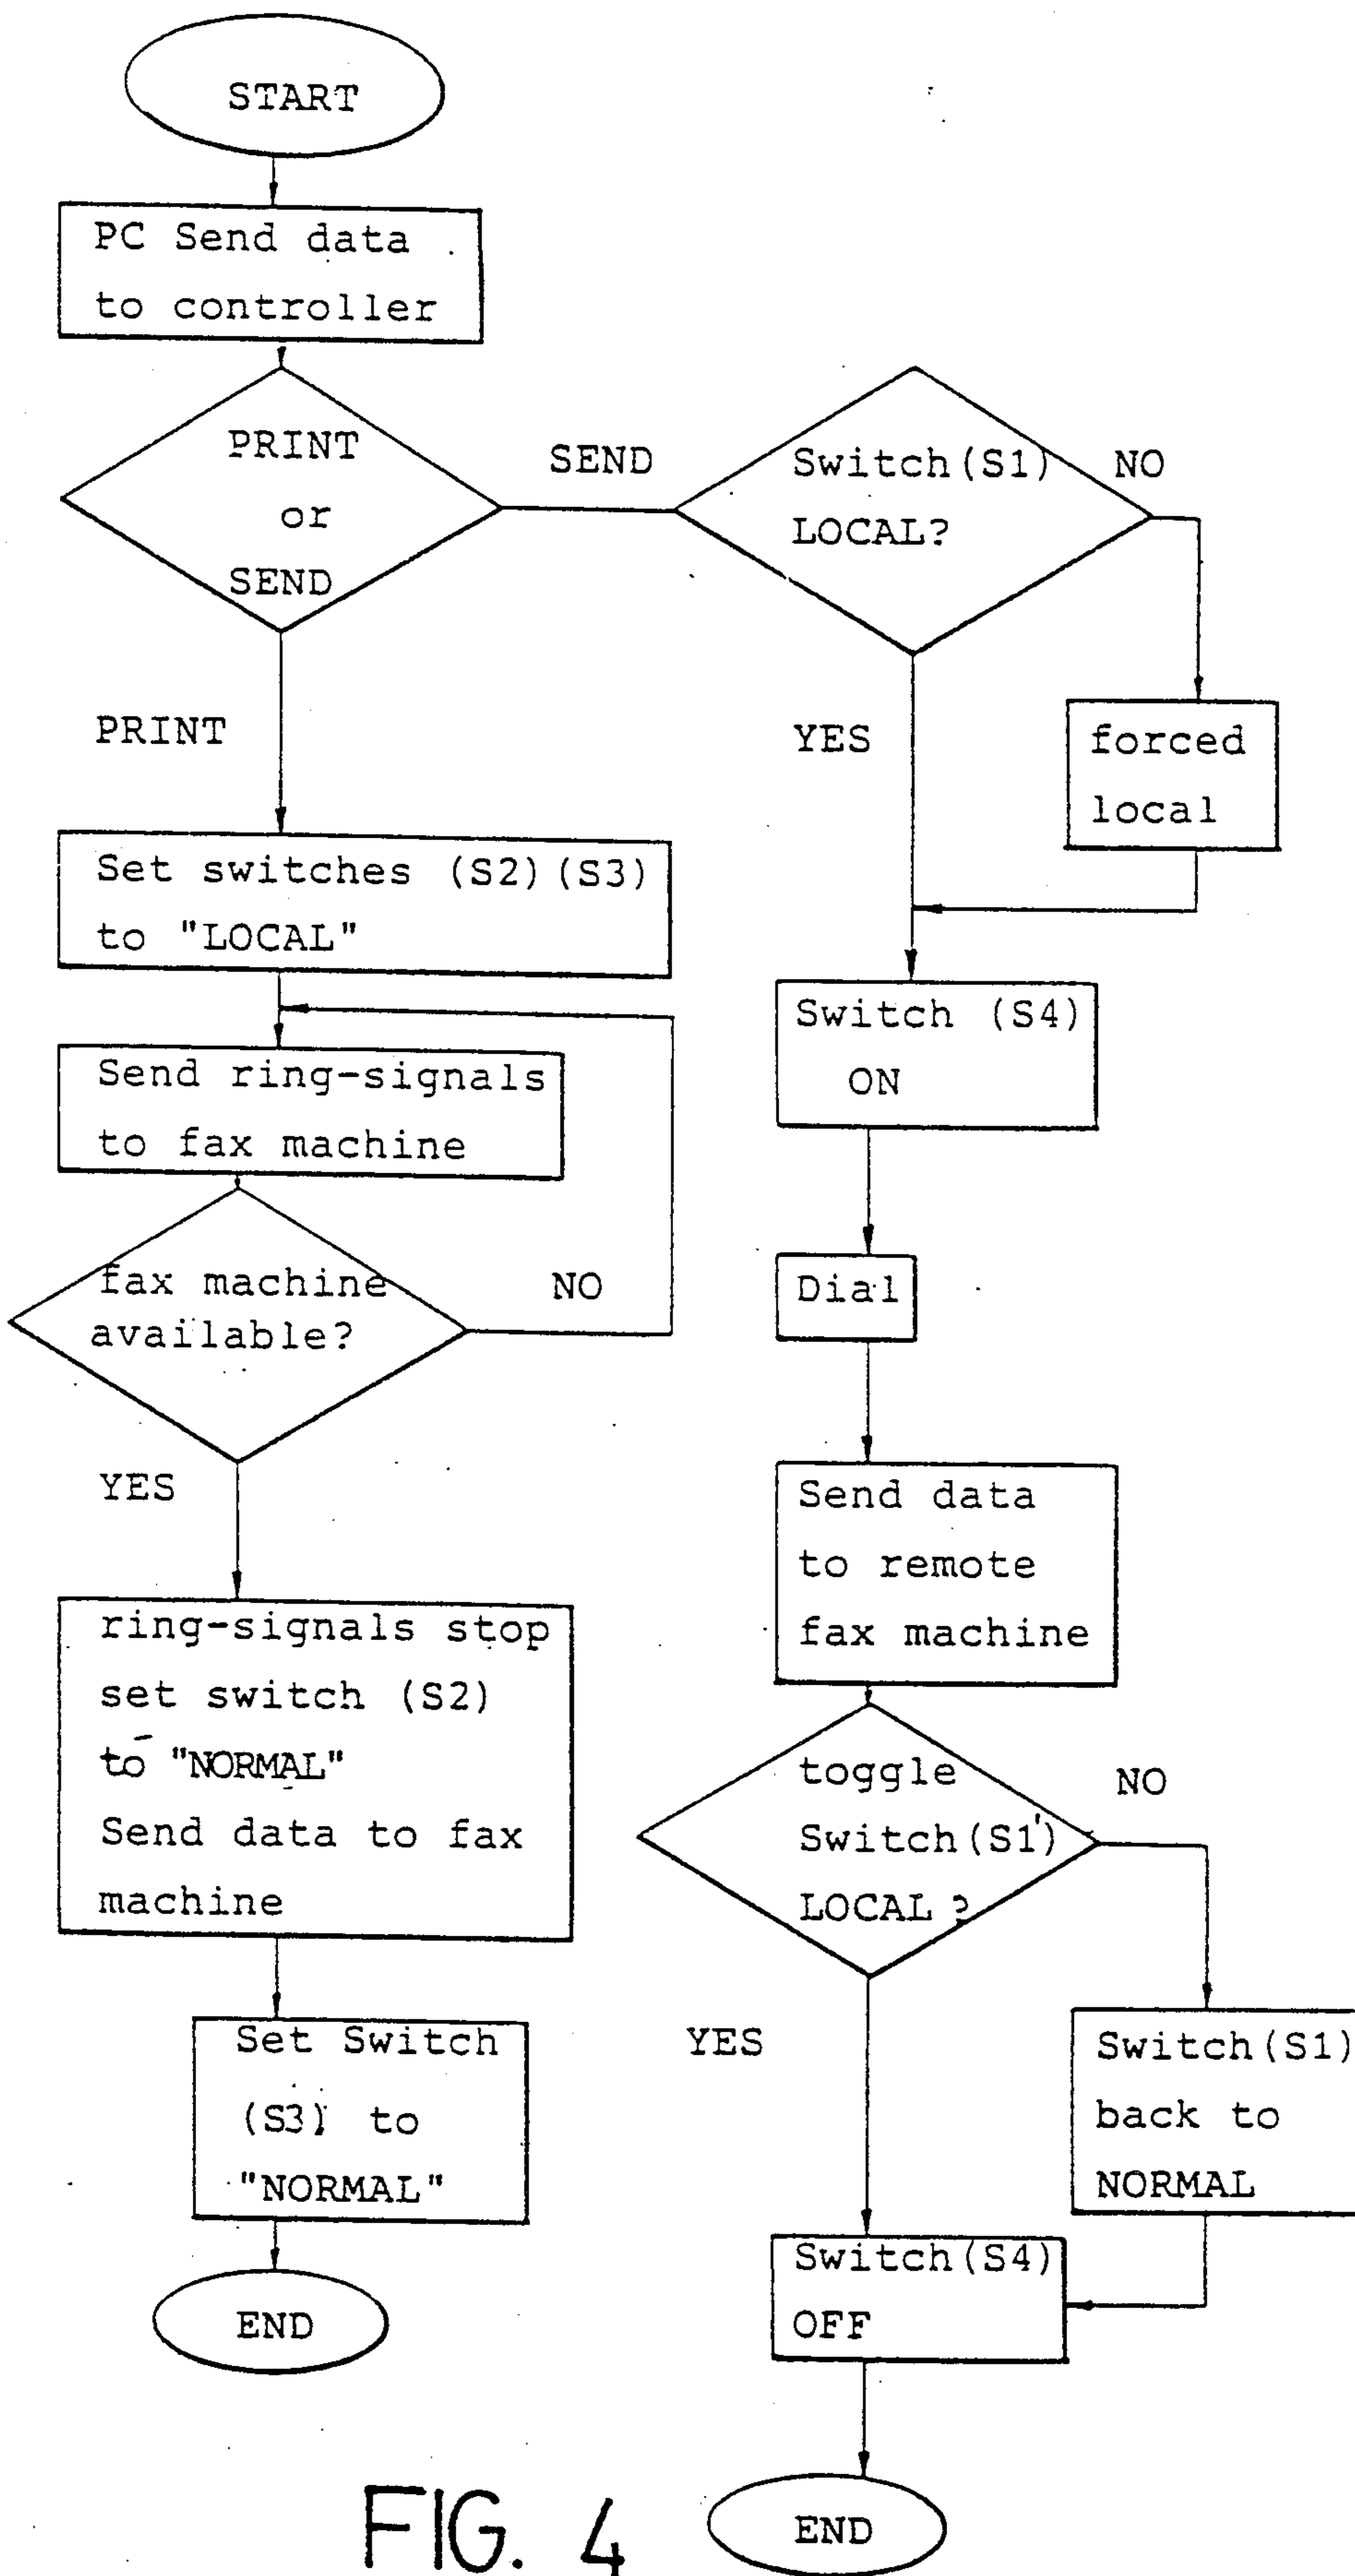 START
PC Send data
to controller
PRINT
or
SEND
SEND
PRINT
Set switches (S2)(S3)
to "LOCAL"
Send ring-signals
to fax machine
fax machine
available?
NO
YES
ring-signals stop
set switch (S2)
to "NORMAL"
Send data to fax
machine
Set Switch
(S3) to
"NORMAL"
END
Switch(S1)
LOCAL?
NO
YES
forced
local
Switch (S4)
ON
Dial
Send data
to remote
fax machine
toggle
Switch(S1')
LOCAL?
NO
YES
Switch(S1)
back to
NORMAL
Switch(S4)
OFF
END
FIG. 4